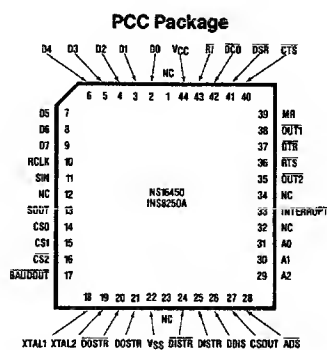 PCC Package
D4 D3 D2 D1 D0 VCC RI DCD DSR CTS
NC
6 5 4 3 2 1 44 43 42 41 40
D5 7
D6 8
D7 9
RCLK 10
SIN 11
NC 12
SOUT 13
CS0 14
CS1 15
CS2 16
BAUDOUT 17
NS16450
INS8250A
39 MR
38 OUT1
37 DTR
36 RTS
35 OUT2
34 NC
33 INTERRUPT
32 NC
31 A0
30 A1
29 A2
18 19 20 21 22 23 24 25 26 27 28
NC
XTAL1 XTAL2 DOSTR DOSTR VSS DISTR DISTR DDIS CSOUT ADS